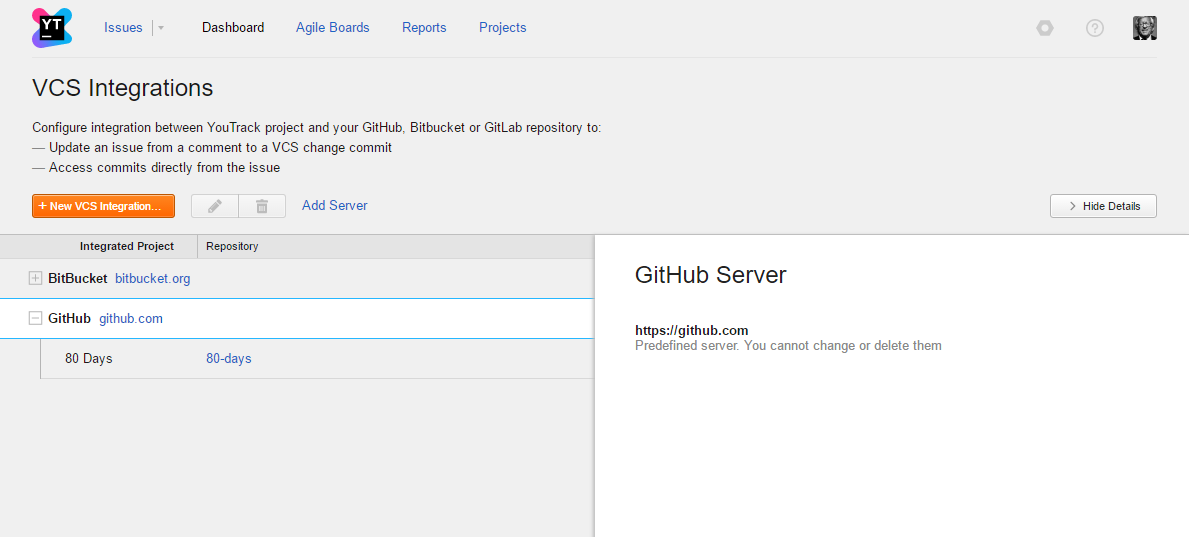 YT
Issues Dashboard Agile Boards Reports Projects
VCS Integrations
Configure integration between YouTrack project and your GitHub, Bitbucket or GitLab repository to:
— Update an issue from a comment to a VCS change commit
— Access commits directly from the issue
+ New VCS Integration... Add Server Hide Details
Integrated Project Repository
BitBucket bitbucket.org
GitHub github.com
80 Days 80-days
GitHub Server
https://github.com
Predefined server. You cannot change or delete them